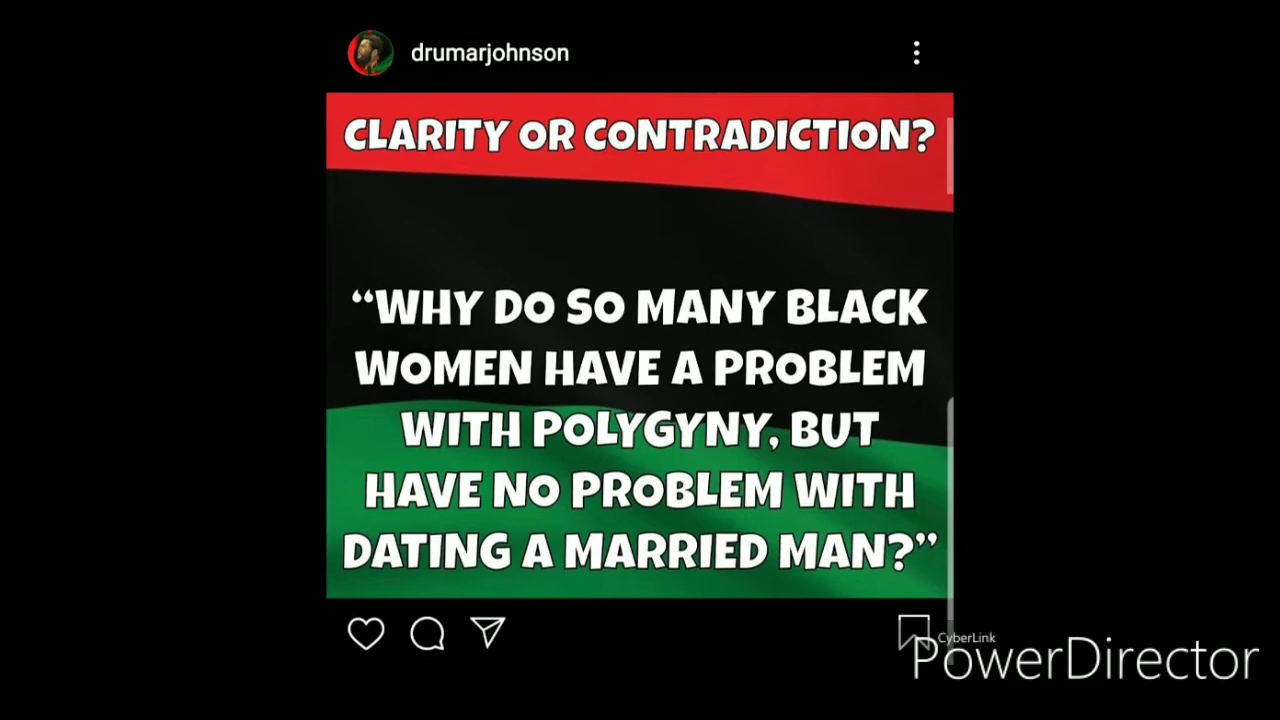 drumarjohnson
CLARITY OR CONTRADICTION?
“WHY DO SO MANY BLACK
WOMEN HAVE A PROBLEM
WITH POLYGYNY, BUT
HAVE NO PROBLEM WITH
DATING A MARRIED MAN?”
CyberLink
PowerDirector